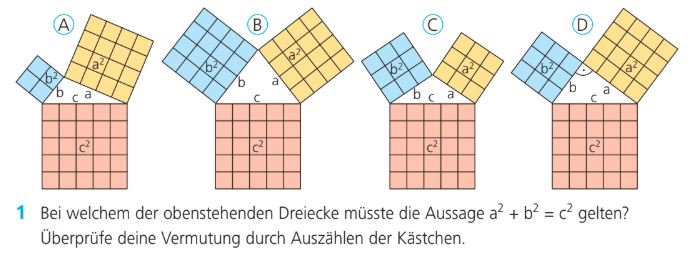 A B C D
b² a² b² a² b² a² b² a²
b c a b c a b c a b c a
c² c² c² c²
1 Bei welchem der obenstehenden Dreiecke müsste die Aussage a² + b² = c² gelten?
Überprüfe deine Vermutung durch Auszählen der Kästchen.